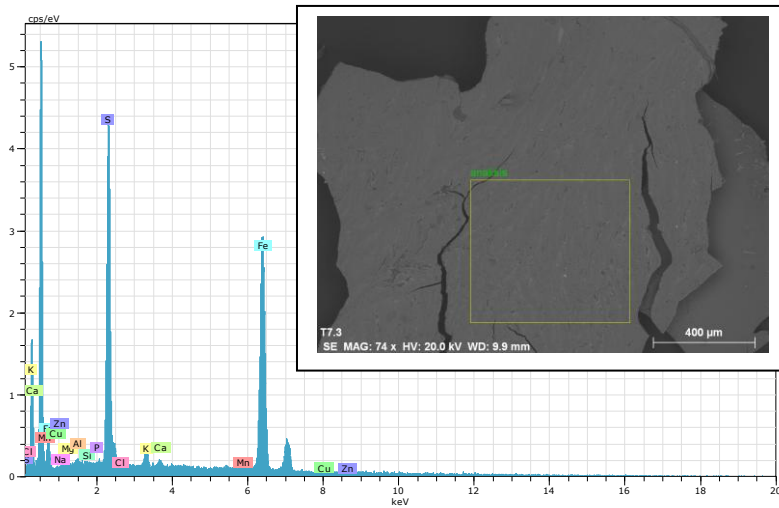 cps/eV
5
4
3
2
1
0
S
Fe
K
Ca
Zn
Cu
Cl
Na
Mg
Al
Si
P
Cl
K
Ca
Mn
Cu
Zn
2 4 6 8 10 12 14 16 18 20
keV
analisis
T7.3
SE MAG: 74 x HV: 20.0 kV WD: 9.9 mm
400 µm